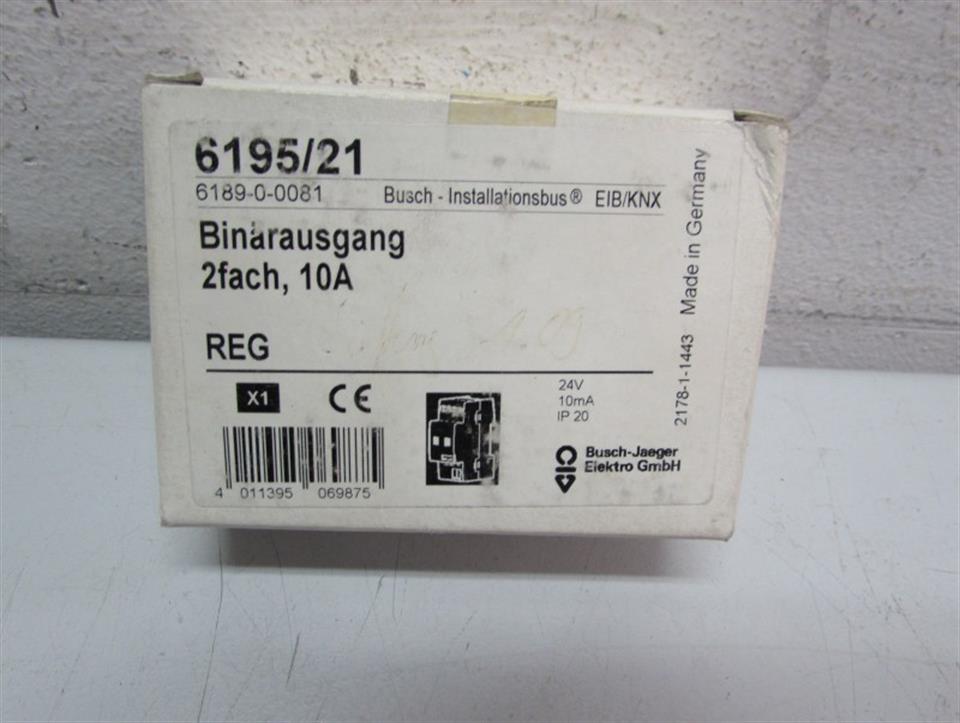 6195/21
6189-0-0081 Busch - Installationsbus® EIB/KNX
Binärausgang
2fach, 10A
REG
X1 CE
24V
10mA
IP 20
Busch-Jaeger
Elektro GmbH
4 011395 069875
2178-1-1443 Made in Germany